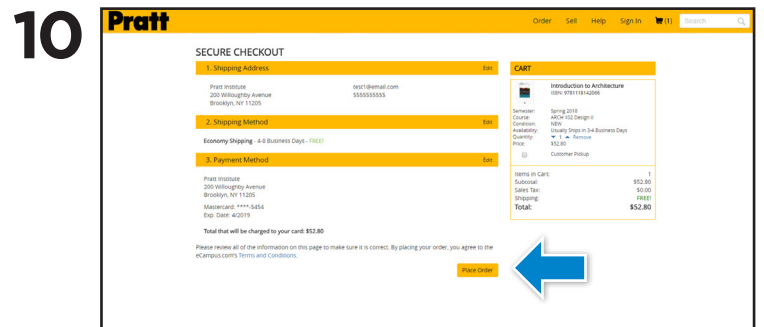 10
Pratt
Order Sell Help Sign In (1) Search
SECURE CHECKOUT
1. Shipping Address Edit
Pratt Institute test1@email.com
200 Willoughby Avenue 5555555555
Brooklyn, NY 11205
2. Shipping Method Edit
Economy Shipping - 4-8 Business Days - FREE!
3. Payment Method Edit
Pratt Institute
200 Willoughby Avenue
Brooklyn, NY 11205
Mastercard: ****-5454
Exp. Date: 4/2019
Total that will be charged to your card: $52.80
Please review all of the information on this page to make sure it is correct. By placing your order, you agree to the
eCampus.com's Terms and Conditions.
Place Order
CART
Introduction to Architecture
ISBN: 9781118142066
Semester: Spring 2018
Course: ARCH 102 Design II
Condition: NEW
Availability: Usually Ships in 3-4 Business Days
Quantity: 1 Remove
Price: $52.80
Customer Pickup
Items in Cart: 1
Subtotal: $52.80
Sales Tax: $0.00
Shipping: FREE!
Total: $52.80